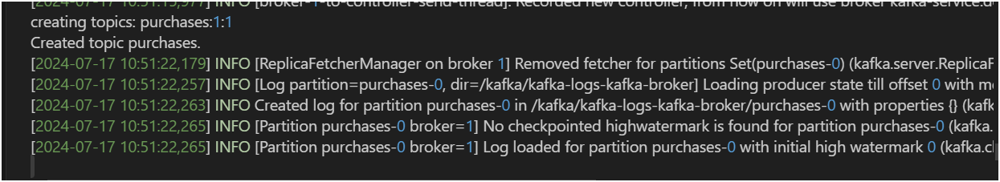 [2024-07-17 10:51:15,977] INFO [broker-1-to-controller-send-thread]: Recorded new controller, from now on will use broker kafka-service:
creating topics: purchases:1:1
Created topic purchases.
[2024-07-17 10:51:22,179] INFO [ReplicaFetcherManager on broker 1] Removed fetcher for partitions Set(purchases-0) (kafka.server.ReplicaF
[2024-07-17 10:51:22,257] INFO [Log partition=purchases-0, dir=/kafka/kafka-logs-kafka-broker] Loading producer state till offset 0 with me
[2024-07-17 10:51:22,263] INFO Created log for partition purchases-0 in /kafka/kafka-logs-kafka-broker/purchases-0 with properties {} (kafk
[2024-07-17 10:51:22,265] INFO [Partition purchases-0 broker=1] No checkpointed highwatermark is found for partition purchases-0 (kafka.
[2024-07-17 10:51:22,265] INFO [Partition purchases-0 broker=1] Log loaded for partition purchases-0 with initial high watermark 0 (kafka.cl